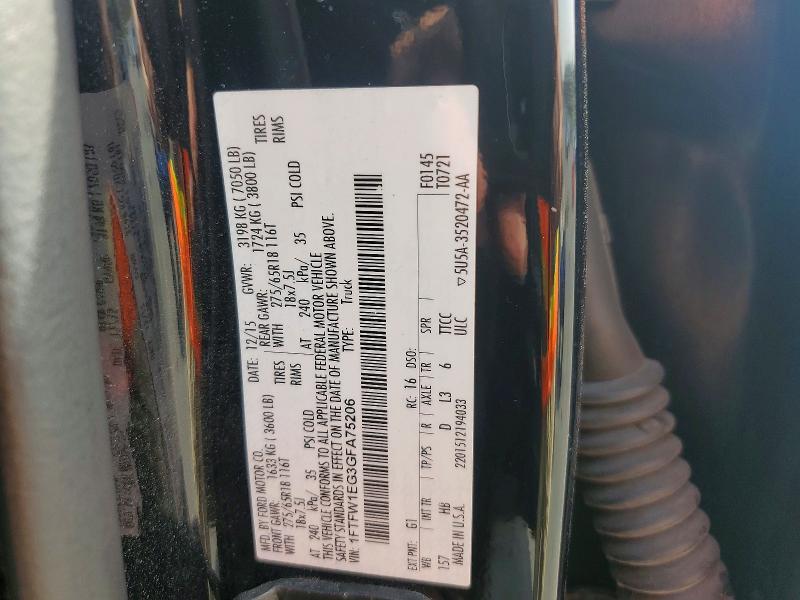 MFD. BY FORD MOTOR CO. DATE: 12/15 GVWR: 3198 KG ( 7050 LB)
FRONT GAWR: 1633 KG (3600 LB) REAR GAWR: 1724 KG ( 3800 LB)
WITH 275/65R18 116T TIRES WITH 275/65R18 116T TIRES
18x7.5J RIMS 18x7.5J RIMS
AT 240 kPa/ 35 PSI COLD AT 240 kPa/ 35 PSI COLD
THIS VEHICLE CONFORMS TO ALL APPLICABLE FEDERAL MOTOR VEHICLE
SAFETY STANDARDS IN EFFECT ON THE DATE OF MANUFACTURE SHOWN ABOVE.
VIN: 1FTFW1EG3GFA75206 TYPE: Truck
F0145
T0721
EXT PNT: G1 RC: 16 DSO:
WB INT TR TP/PS R AXLE TR SPR
157 HB D L3 6 TTCC
MADE IN U.S.A. 2201512194033 ULC ▽5U5A-3520472-AA